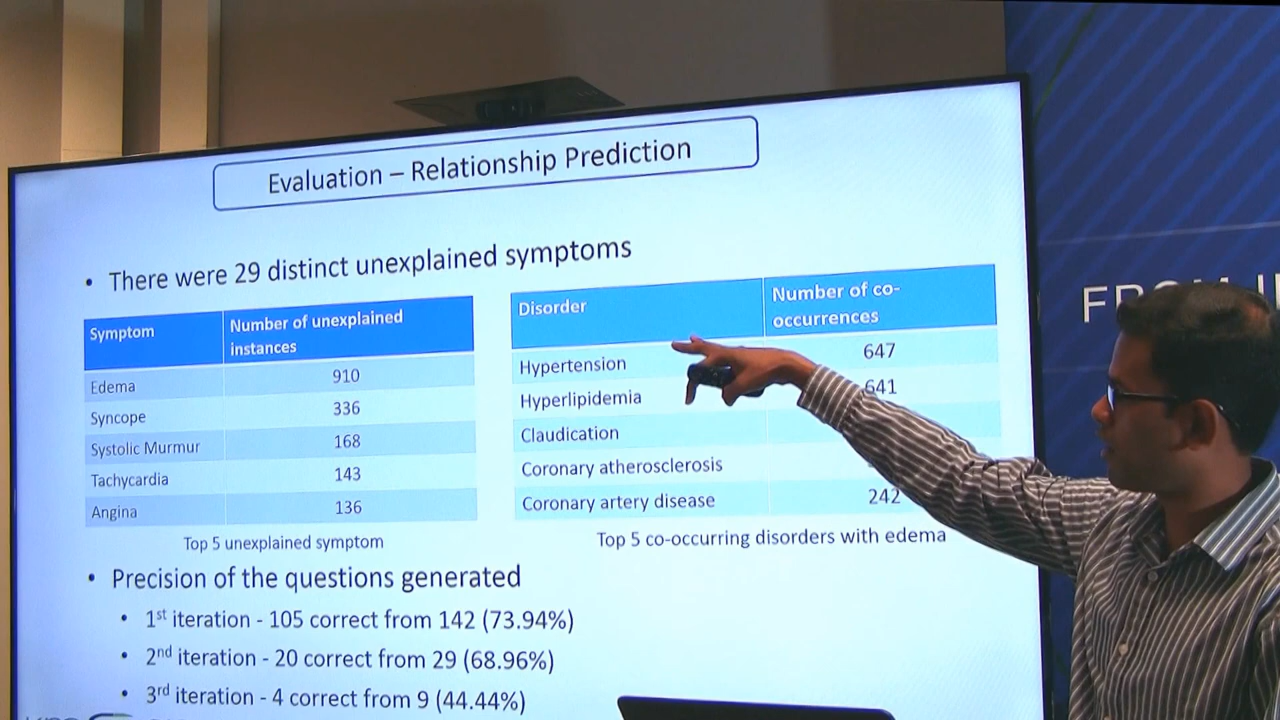 Evaluation – Relationship Prediction
• There were 29 distinct unexplained symptoms
Symptom Number of unexplained
instances
Edema 910
Syncope 336
Systolic Murmur 168
Tachycardia 143
Angina 136
Top 5 unexplained symptom
Disorder Number of co-
occurrences
Hypertension 647
Hyperlipidemia 641
Claudication
Coronary atherosclerosis
Coronary artery disease 242
Top 5 co-occurring disorders with edema
• Precision of the questions generated
• 1st iteration - 105 correct from 142 (73.94%)
• 2nd iteration - 20 correct from 29 (68.96%)
• 3rd iteration - 4 correct from 9 (44.44%)